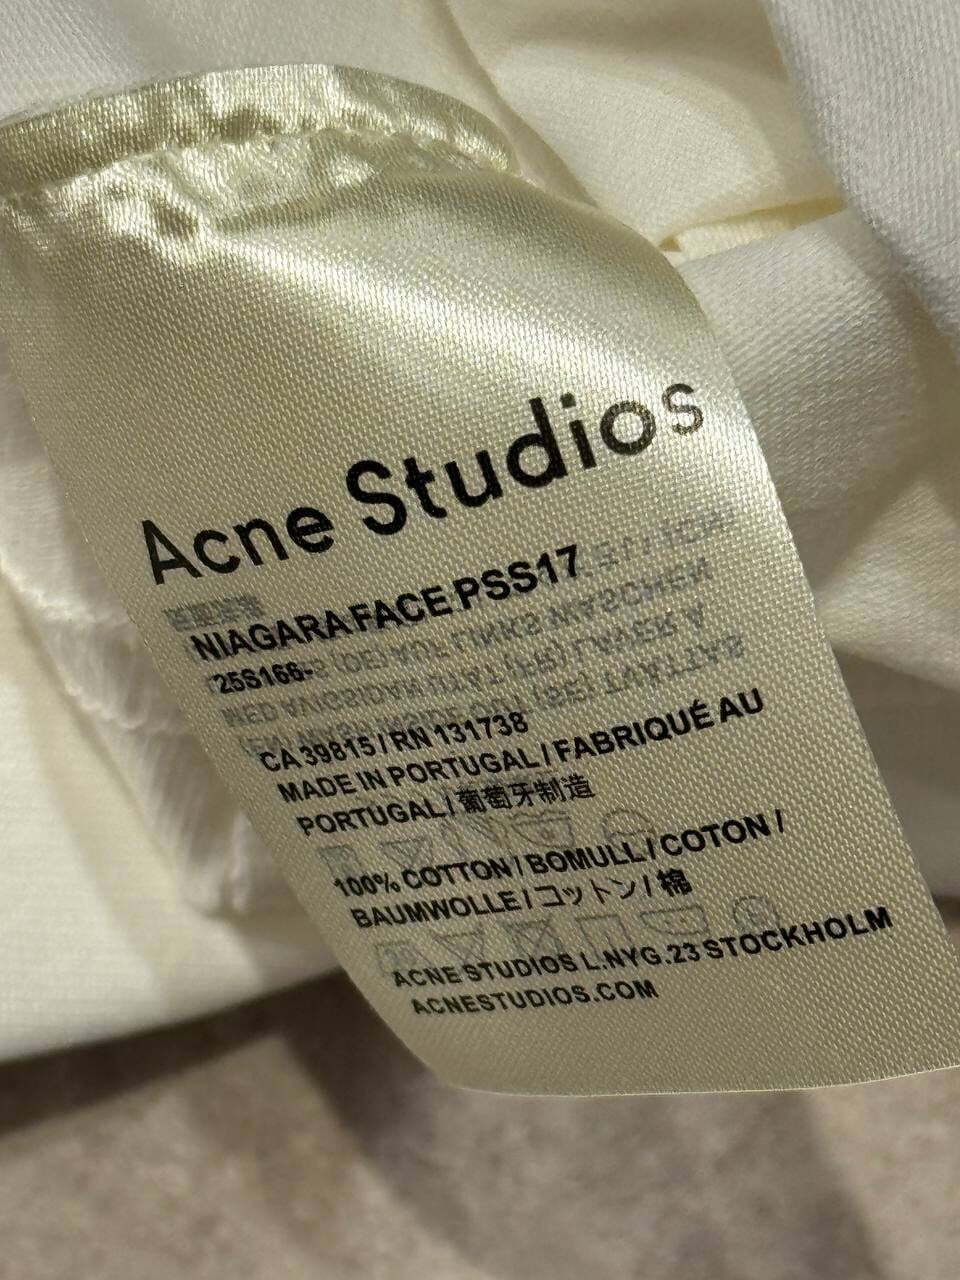 Acne Studios
NIAGARA FACE PSS17
25S166-
CA 39815 / RN 131738
MADE IN PORTUGAL / FABRIQUÉ AU
PORTUGAL / 葡萄牙制造
100% COTTON / BOMULL / COTON /
BAUMWOLLE / コットン / 棉
ACNE STUDIOS L.NYG.23 STOCKHOLM
ACNESTUDIOS.COM